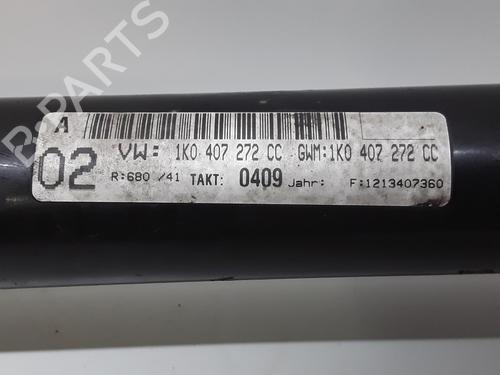 A
02
VW: 1K0 407 272 CC GWM:1K0 407 272 CC
R:680 /41 TAKT: 0409 Jahr: F:1213407360
B-Parts